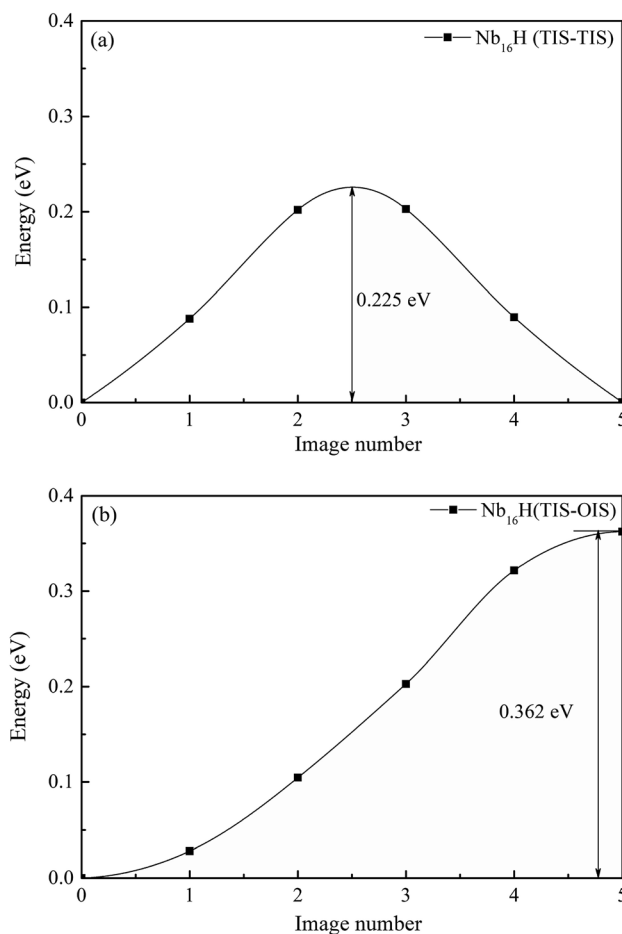 (a)
Nb₁₆H (TIS-TIS)
0.4
0.3
0.2
0.1
0.0
Energy (eV)
0.225 eV
0 1 2 3 4 5
Image number
(b)
Nb₁₆H(TIS-OIS)
0.4
0.3
0.2
0.1
0.0
Energy (eV)
0.362 eV
0 1 2 3 4 5
Image number